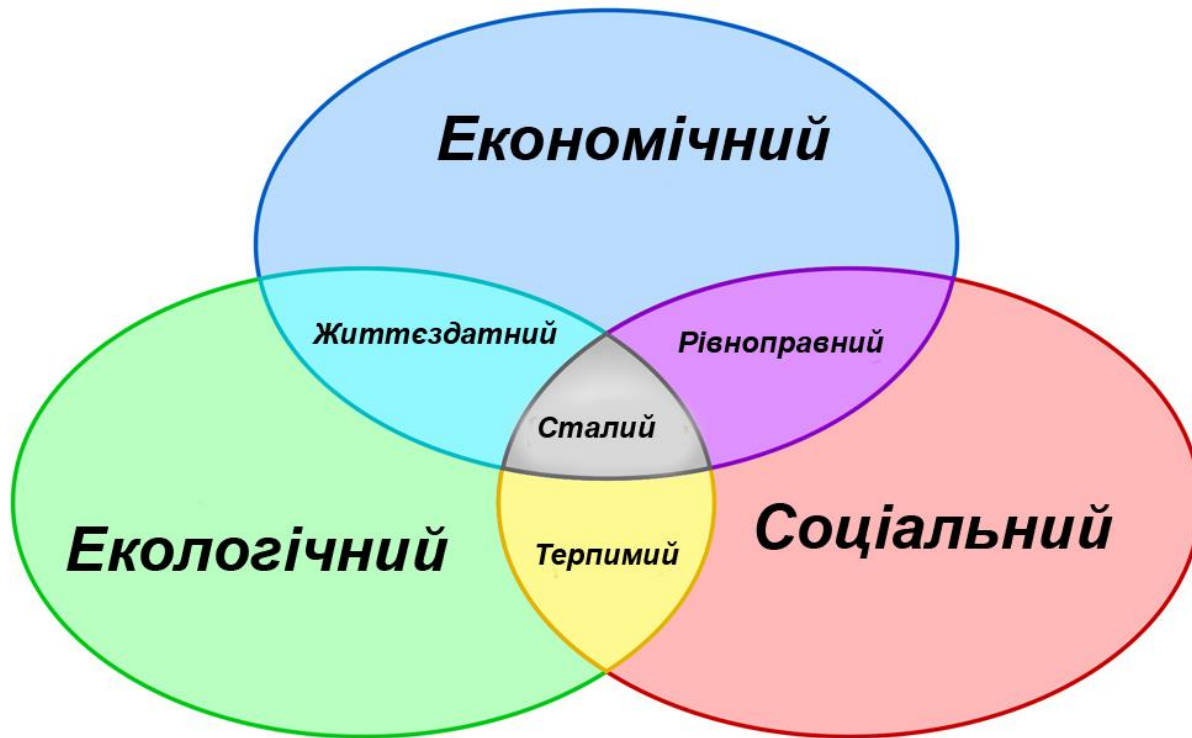 Економічний
Життєздатний
Рівноправний
Сталий
Екологічний
Соціальний
Терпимий